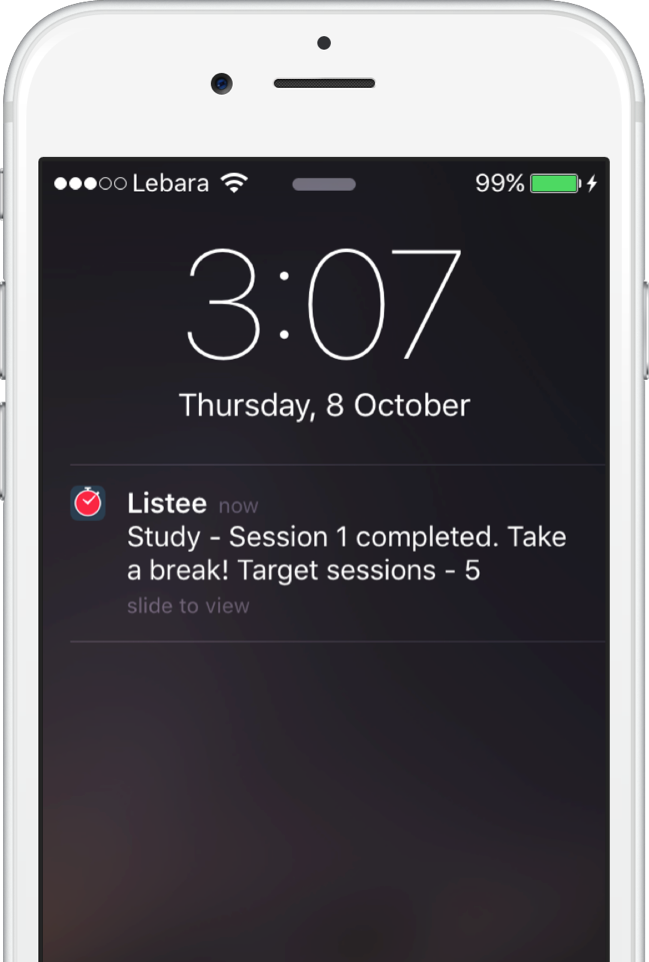 Lebara 99%
3:07
Thursday, 8 October
Listee now
Study - Session 1 completed. Take
a break! Target sessions - 5
slide to view